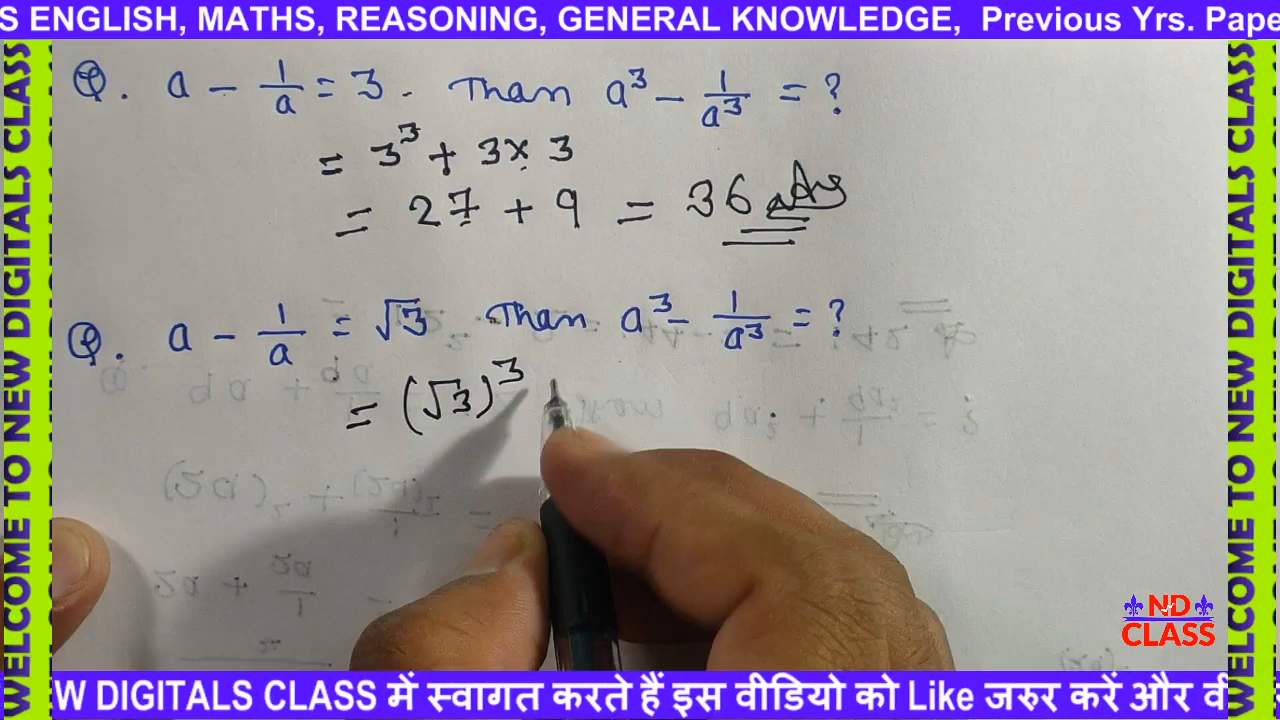 S ENGLISH, MATHS, REASONING, GENERAL KNOWLEDGE, Previous Yrs. Pape
WELCOME TO NEW DIGITALS CLASS
Q. a - 1/a = 3. Than a³ - 1/a³ = ?
= 3³ + 3 × 3
= 27 + 9 = 36 Ans
Q. a - 1/a = √3 Than a³ - 1/a³ = ?
= (√3)³
WELCOME TO NEW DIGITALS CLASS
ND
CLASS
W DIGITALS CLASS में स्वागत करते हैं इस वीडियो को Like जरुर करें और वी